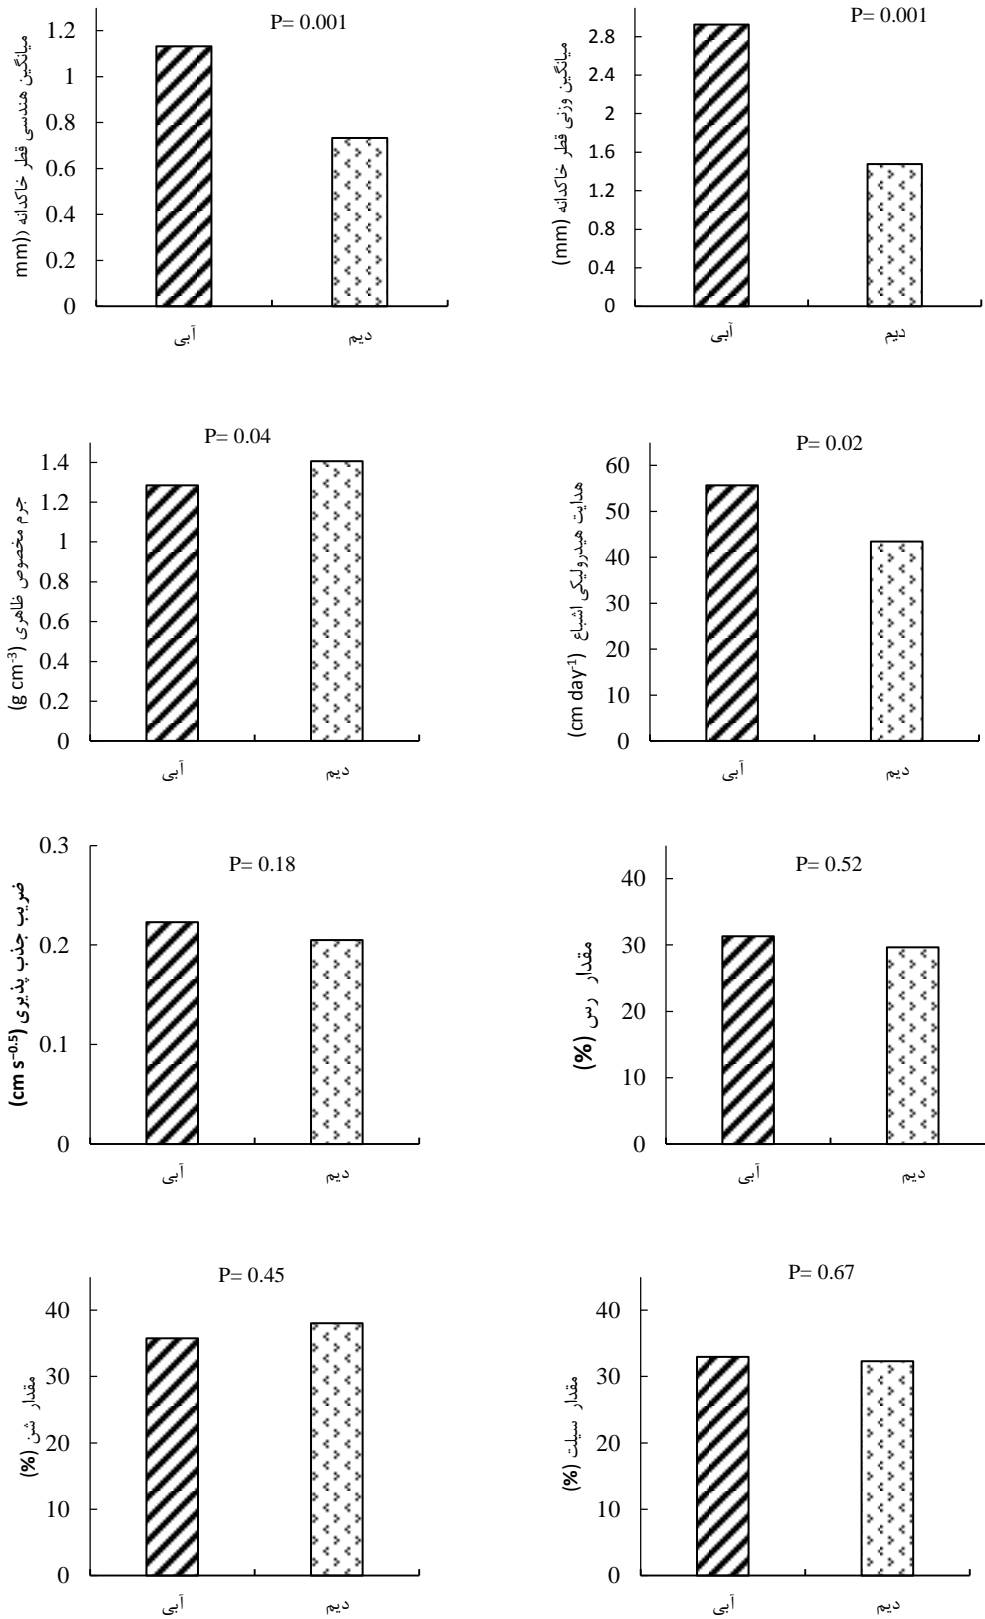 P= 0.001
میانگین هندسی قطر خاکدانه ((mm
1.2
1
0.8
0.6
0.4
0.2
0
آبی
دیم
P= 0.001
میانگین وزنی قطر خاکدانه (mm)
2.8
2.4
2
1.6
1.2
0.8
0.4
0
آبی
دیم
P= 0.04
جرم مخصوص ظاهری (g cm⁻³)
1.4
1.2
1
0.8
0.6
0.4
0.2
0
آبی
دیم
P= 0.02
هدایت هیدرولیکی اشباع (cm day⁻¹)
60
50
40
30
20
10
0
آبی
دیم
P= 0.18
ضریب جذب پذیری (cm s⁻⁰·⁵)
0.3
0.2
0.1
0
آبی
دیم
P= 0.52
مقدار رس (%)
40
30
20
10
0
آبی
دیم
P= 0.45
مقدار شن (%)
40
30
20
10
0
آبی
دیم
P= 0.67
مقدار سیلت (%)
40
30
20
10
0
آبی
دیم